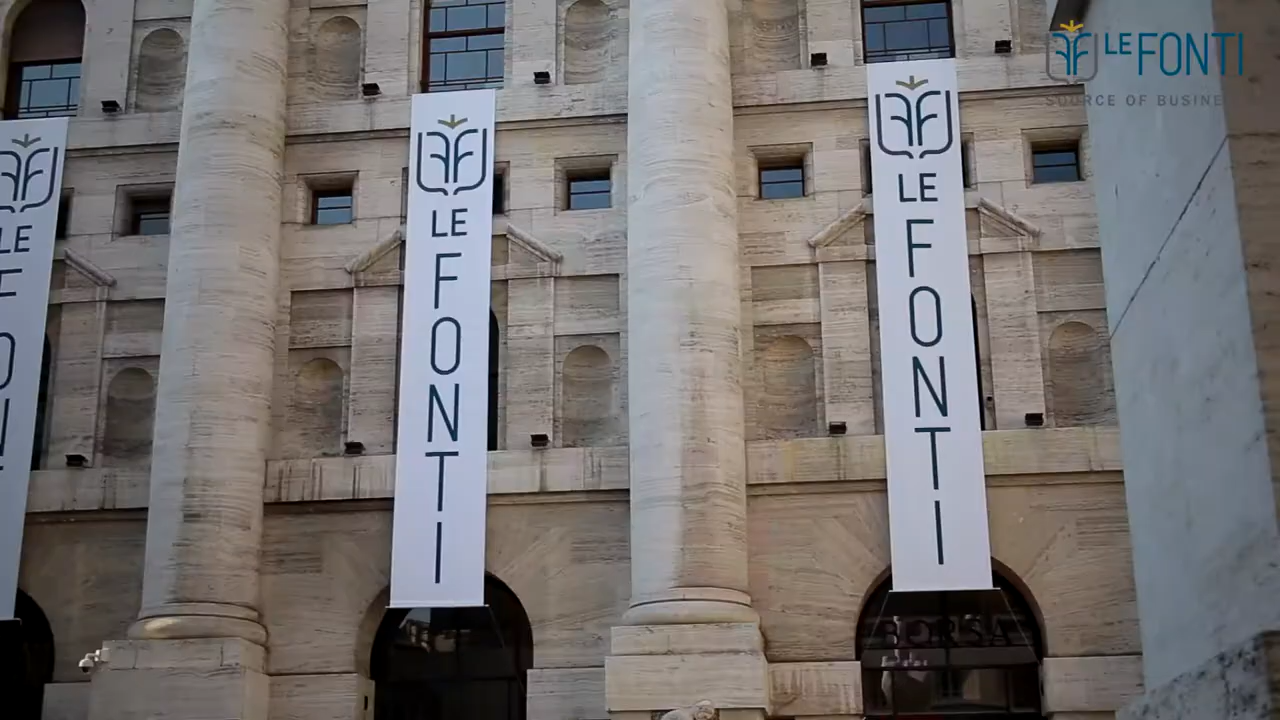 LE FONTI
SOURCE OF BUSINE
LE
FONTI
LE
FONTI
LE
BORSA